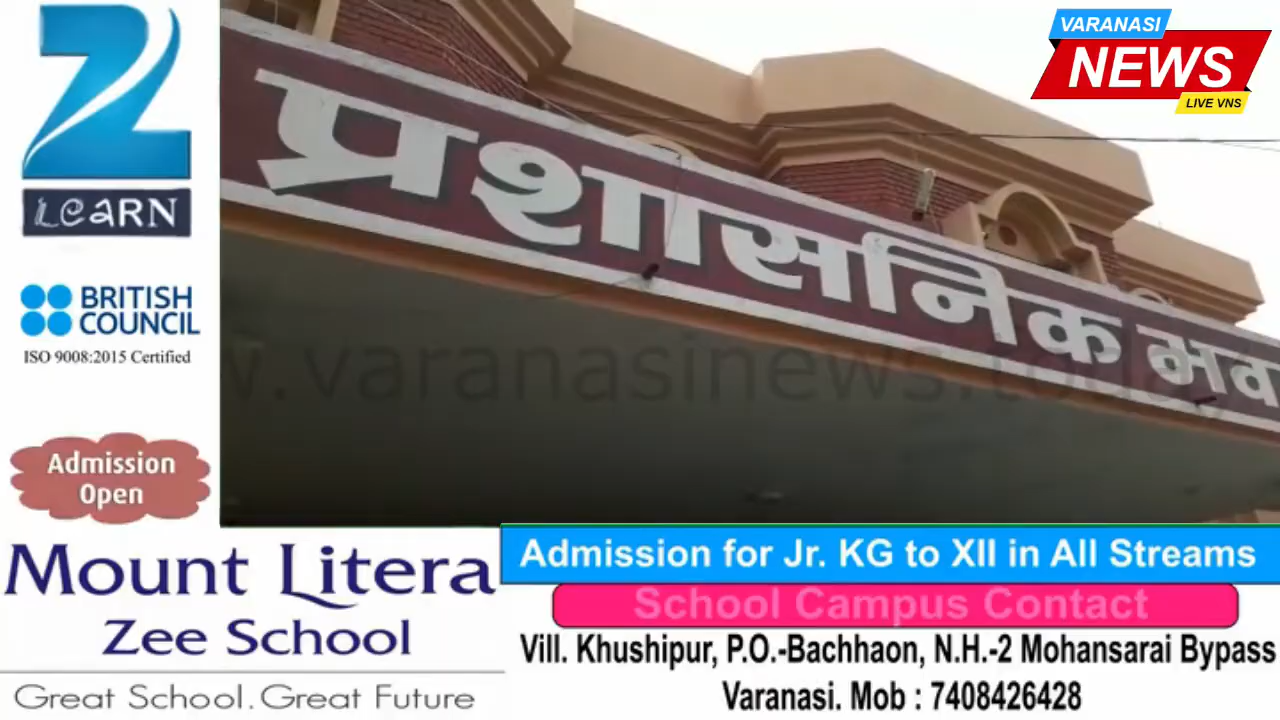 Z
LEARN
BRITISH
COUNCIL
ISO 9008:2015 Certified
Admission
Open
Mount Litera
Zee School
Great School. Great Future
प्रशासनिक भव
VARANASI
NEWS
LIVE VNS
w.varanasinews.today
Admission for Jr. KG to XII in All Streams
School Campus Contact
Vill. Khushipur, P.O.-Bachhaon, N.H.-2 Mohansarai Bypass
Varanasi. Mob : 7408426428